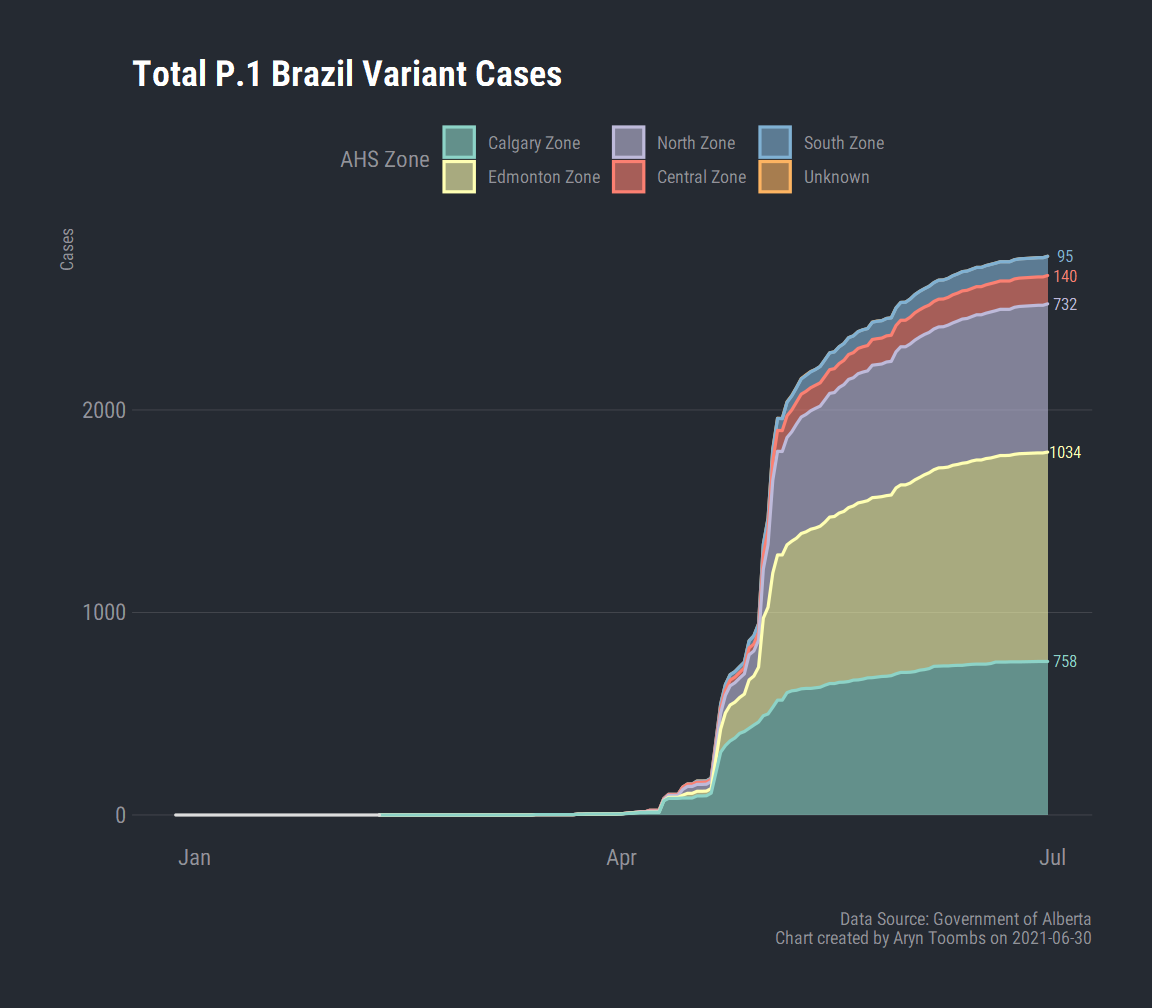 Total P.1 Brazil Variant Cases
AHS Zone
Calgary Zone
North Zone
South Zone
Edmonton Zone
Central Zone
Unknown
Cases
95
140
732
2000
1034
1000
758
0
Jan
Apr
Jul
Data Source: Government of Alberta
Chart created by Aryn Toombs on 2021-06-30